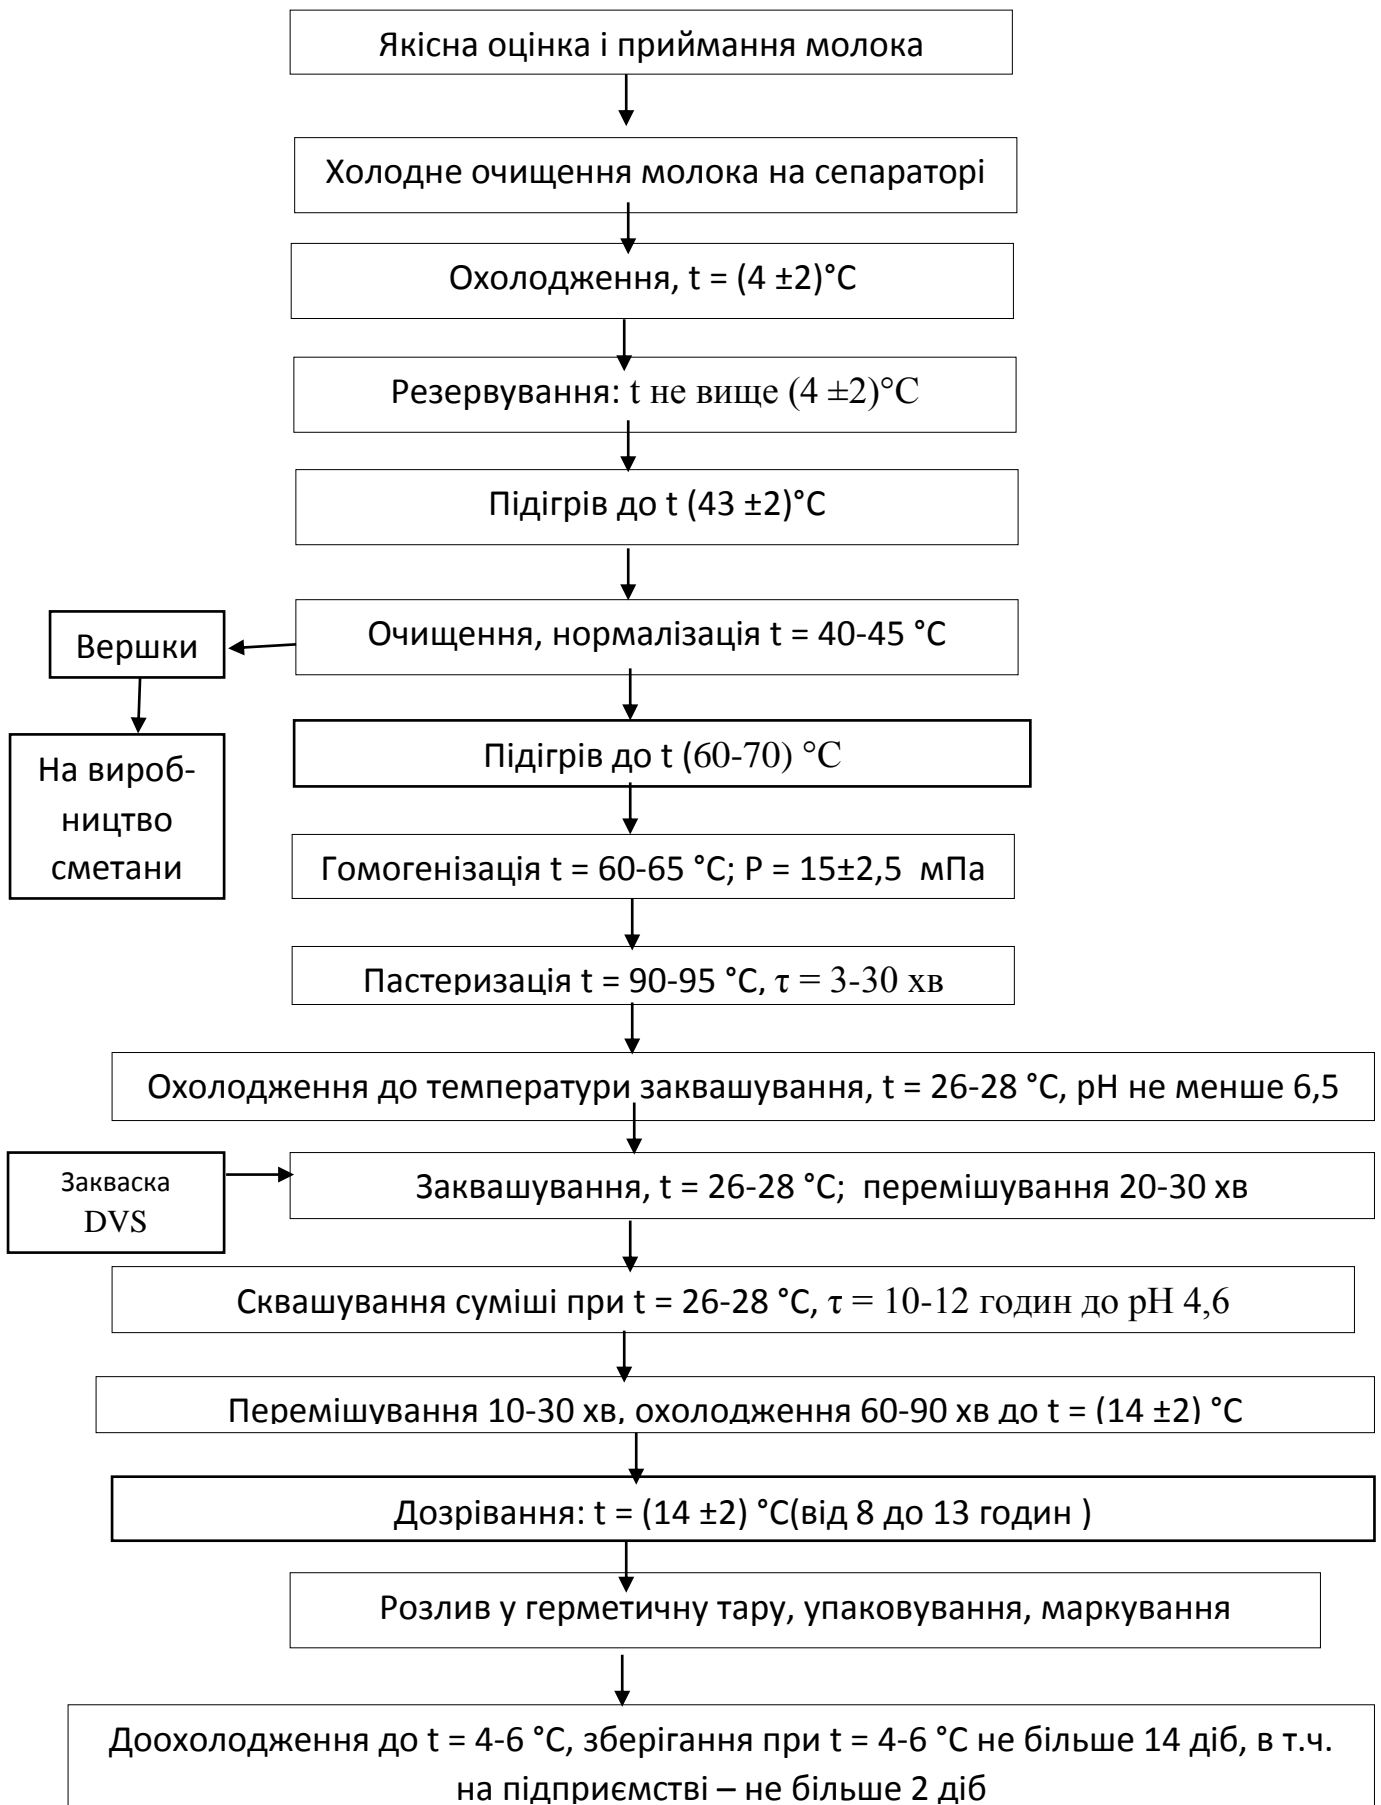 Якісна оцінка і приймання молока
Холодне очищення молока на сепараторі
Охолодження, t = (4 ±2)°С
Резервування: t не вище (4 ±2)°С
Підігрів до t (43 ±2)°С
Очищення, нормалізація t = 40-45 °С
Вершки
На вироб-
ництво
сметани
Підігрів до t (60-70) °С
Гомогенізація t = 60-65 °С; Р = 15±2,5 мПа
Пастеризація t = 90-95 °С, τ = 3-30 хв
Охолодження до температури заквашування, t = 26-28 °С, рН не менше 6,5
Закваска
DVS
Заквашування, t = 26-28 °С; перемішування 20-30 хв
Сквашування суміші при t = 26-28 °С, τ = 10-12 годин до рН 4,6
Перемішування 10-30 хв, охолодження 60-90 хв до t = (14 ±2) °С
Дозрівання: t = (14 ±2) °С(від 8 до 13 годин )
Розлив у герметичну тару, упаковування, маркування
Доохолодження до t = 4-6 °С, зберігання при t = 4-6 °С не більше 14 діб, в т.ч.
на підприємстві – не більше 2 діб